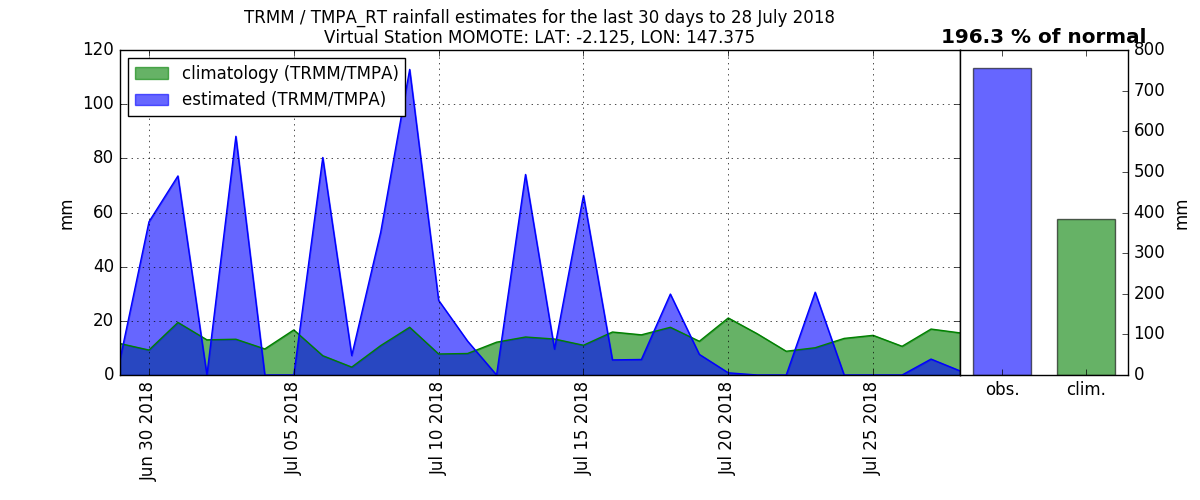 TRMM / TMPA_RT rainfall estimates for the last 30 days to 28 July 2018
Virtual Station MOMOTE: LAT: -2.125, LON: 147.375
196.3 % of normal
climatology (TRMM/TMPA)
estimated (TRMM/TMPA)
120
100
80
60
40
20
0
mm
Jun 30 2018
Jul 05 2018
Jul 10 2018
Jul 15 2018
Jul 20 2018
Jul 25 2018
800
700
600
500
400
300
200
100
0
mm
obs.
clim.